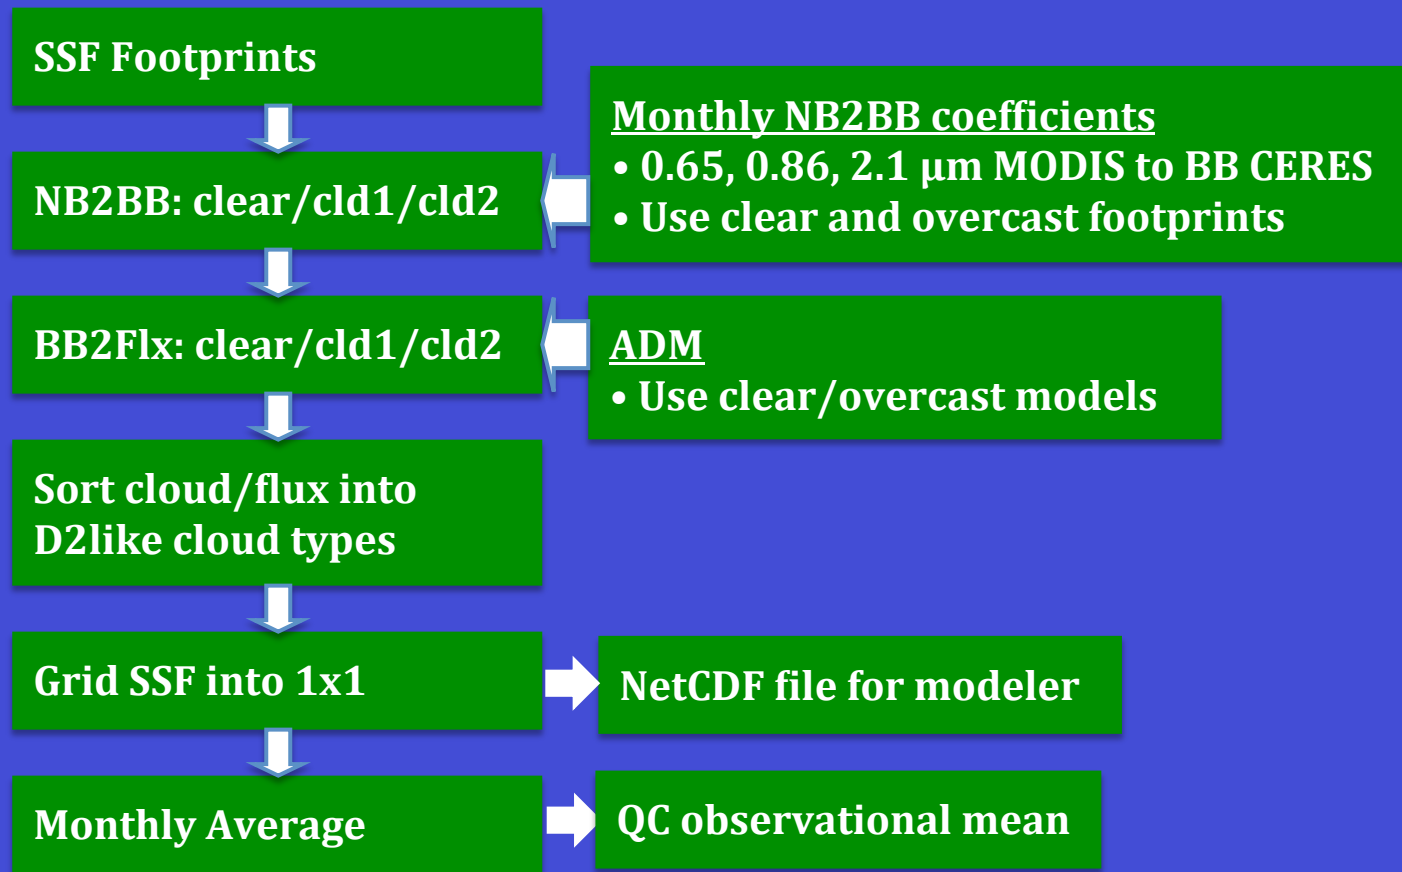 SSF Footprints
Monthly NB2BB coefficients
• 0.65, 0.86, 2.1 μm MODIS to BB CERES
• Use clear and overcast footprints
NB2BB: clear/cld1/cld2
BB2Flx: clear/cld1/cld2
ADM
• Use clear/overcast models
Sort cloud/flux into
D2like cloud types
Grid SSF into 1x1
NetCDF file for modeler
Monthly Average
QC observational mean